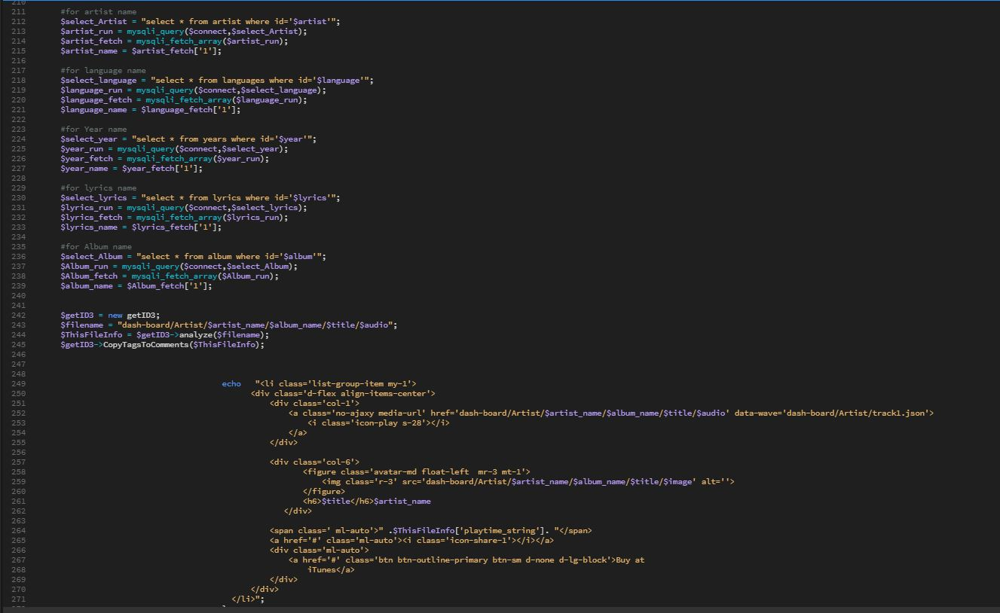 210
211 #for artist name
212 $select_Artist = "select * from artist where id='$artist'";
213 $artist_run = mysqli_query($connect,$select_Artist);
214 $artist_fetch = mysqli_fetch_array($artist_run);
215 $artist_name = $artist_fetch['1'];
216
217 #for language name
218 $select_language = "select * from languages where id='$language'";
219 $language_run = mysqli_query($connect,$select_language);
220 $language_fetch = mysqli_fetch_array($language_run);
221 $language_name = $language_fetch['1'];
222
223 #for Year name
224 $select_year = "select * from years where id='$year'";
225 $year_run = mysqli_query($connect,$select_year);
226 $year_fetch = mysqli_fetch_array($year_run);
227 $year_name = $year_fetch['1'];
228
229 #for lyrics name
230 $select_lyrics = "select * from lyrics where id='$lyrics'";
231 $lyrics_run = mysqli_query($connect,$select_lyrics);
232 $lyrics_fetch = mysqli_fetch_array($lyrics_run);
233 $lyrics_name = $lyrics_fetch['1'];
234
235 #for Album name
236 $select_Album = "select * from album where id='$album'";
237 $Album_run = mysqli_query($connect,$select_Album);
238 $Album_fetch = mysqli_fetch_array($Album_run);
239 $album_name = $Album_fetch['1'];
240
241
242 $getID3 = new getID3;
243 $filename = "dash-board/Artist/$artist_name/$album_name/$title/$audio";
244 $ThisFileInfo = $getID3->analyze($filename);
245 $getID3->CopyTagsToComments($ThisFileInfo);
246
247
248
249 echo "<li class='list-group-item my-1'>
250 <div class='d-flex align-items-center'>
251 <div class='col-1'>
252 <a class='no-ajaxy media-url' href='dash-board/Artist/$artist_name/$album_name/$title/$audio' data-wave='dash-board/Artist/track1.json'>
253 <i class='icon-play s-28'></i>
254 </a>
255 </div>
256
257 <div class='col-6'>
258 <figure class='avatar-md float-left  mr-3 mt-1'>
259 <img class='r-3' src='dash-board/Artist/$artist_name/$album_name/$title/$image' alt=''>
260 </figure>
261 <h6>$title</h6>$artist_name
262 </div>
263
264 <span class=' ml-auto'>" .$ThisFileInfo['playtime_string']. "</span>
265 <a href='#' class='ml-auto'><i class='icon-share-1'></i></a>
266 <div class='ml-auto'>
267 <a href='#' class='btn btn-outline-primary btn-sm d-none d-lg-block'>Buy at
268 iTunes</a>
269 </div>
270 </div>
271 </li>";